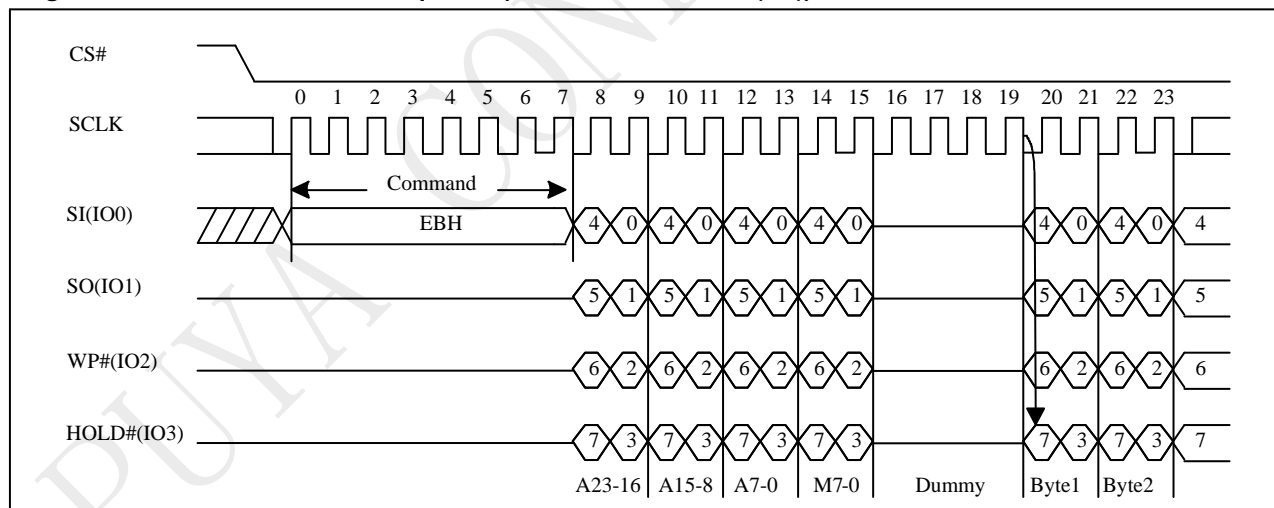 CS#
0 1 2 3 4 5 6 7 8 9 10 11 12 13 14 15 16 17 18 19 20 21 22 23
SCLK
Command
SI(IO0) EBH 4 0 4 0 4 0 4 0 4 0 4 0 4
SO(IO1) 5 1 5 1 5 1 5 1 5 1 5 1 5
WP#(IO2) 6 2 6 2 6 2 6 2 6 2 6 2 6
HOLD#(IO3) 7 3 7 3 7 3 7 3 7 3 7 3 7
A23-16 A15-8 A7-0 M7-0 Dummy Byte1 Byte2
PUYA